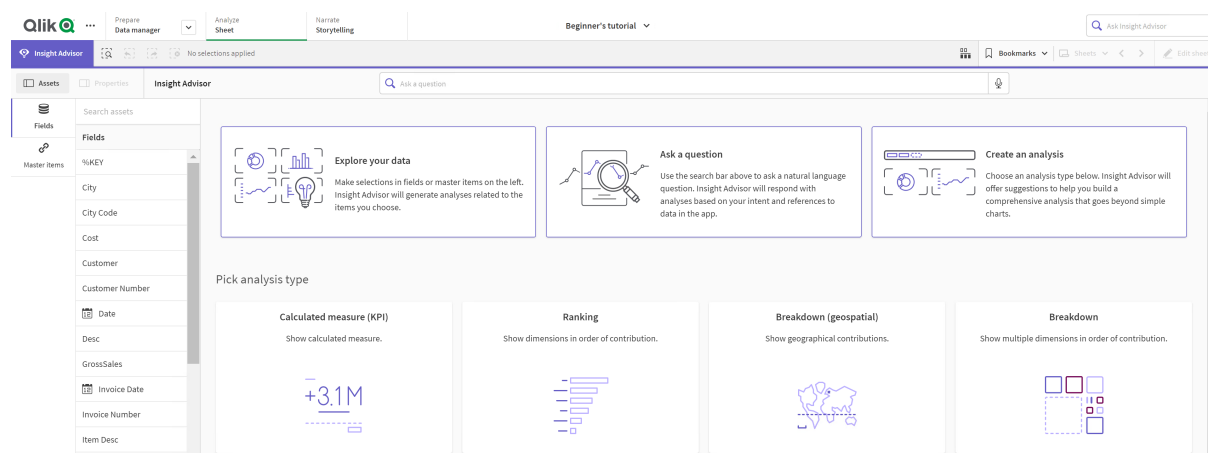 Qlik
Prepare
Data manager
Analyze
Sheet
Narrate
Storytelling
Beginner's tutorial
Ask Insight Advisor
Insight Advisor
No selections applied
Bookmarks
Sheets
Edit sheet
Assets
Properties
Insight Advisor
Ask a question
Fields
Master items
Search assets
Fields
%KEY
City
City Code
Cost
Customer
Customer Number
Date
Desc
GrossSales
Invoice Date
Invoice Number
Item Desc
Explore your data
Make selections in fields or master items on the left.
Insight Advisor will generate analyses related to the
items you choose.
Ask a question
Use the search bar above to ask a natural language
question. Insight Advisor will respond with
analyses based on your intent and references to
data in the app.
Create an analysis
Choose an analysis type below. Insight Advisor will
offer suggestions to help you build a
comprehensive analysis that goes beyond simple
charts.
Pick analysis type
Calculated measure (KPI)
Show calculated measure.
+3.1M
Ranking
Show dimensions in order of contribution.
Breakdown (geospatial)
Show geographical contributions.
Breakdown
Show multiple dimensions in order of contribution.